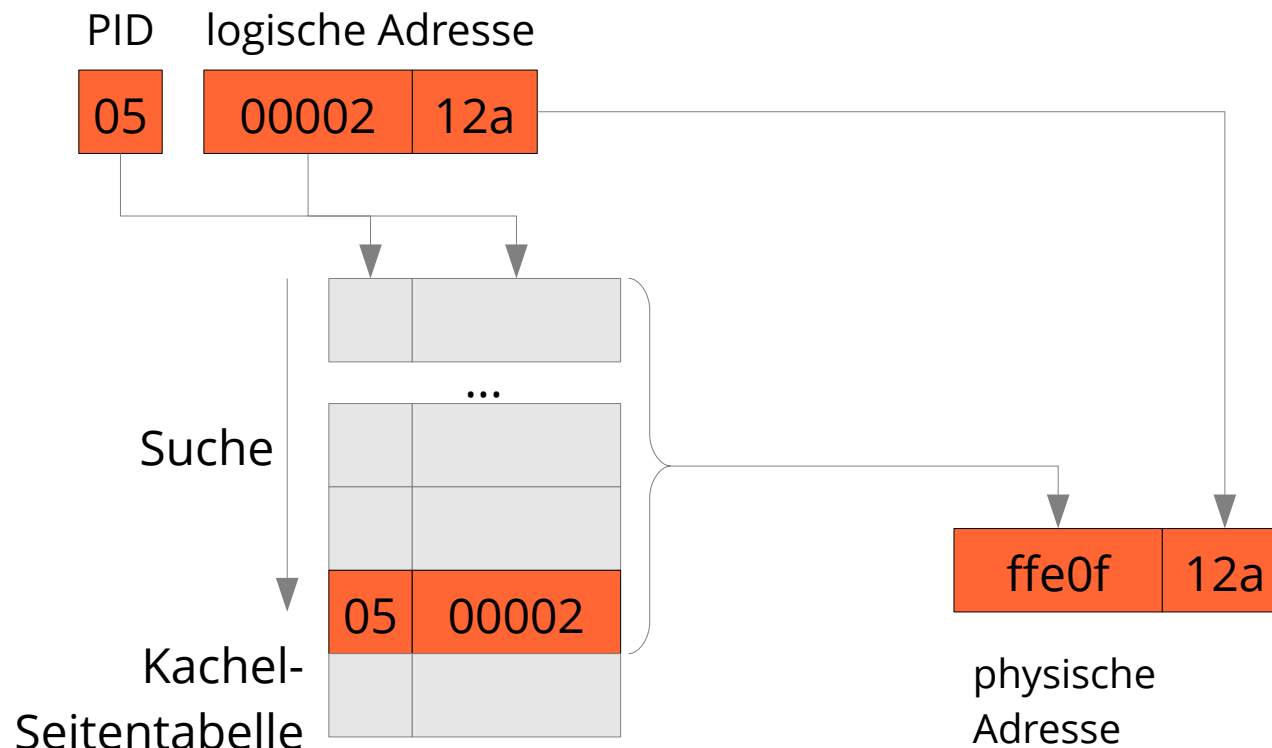 PID logische Adresse
05 00002 12a
...
Suche
05 00002
ffe0f 12a
Kachel-
Seitentabelle
physische
Adresse